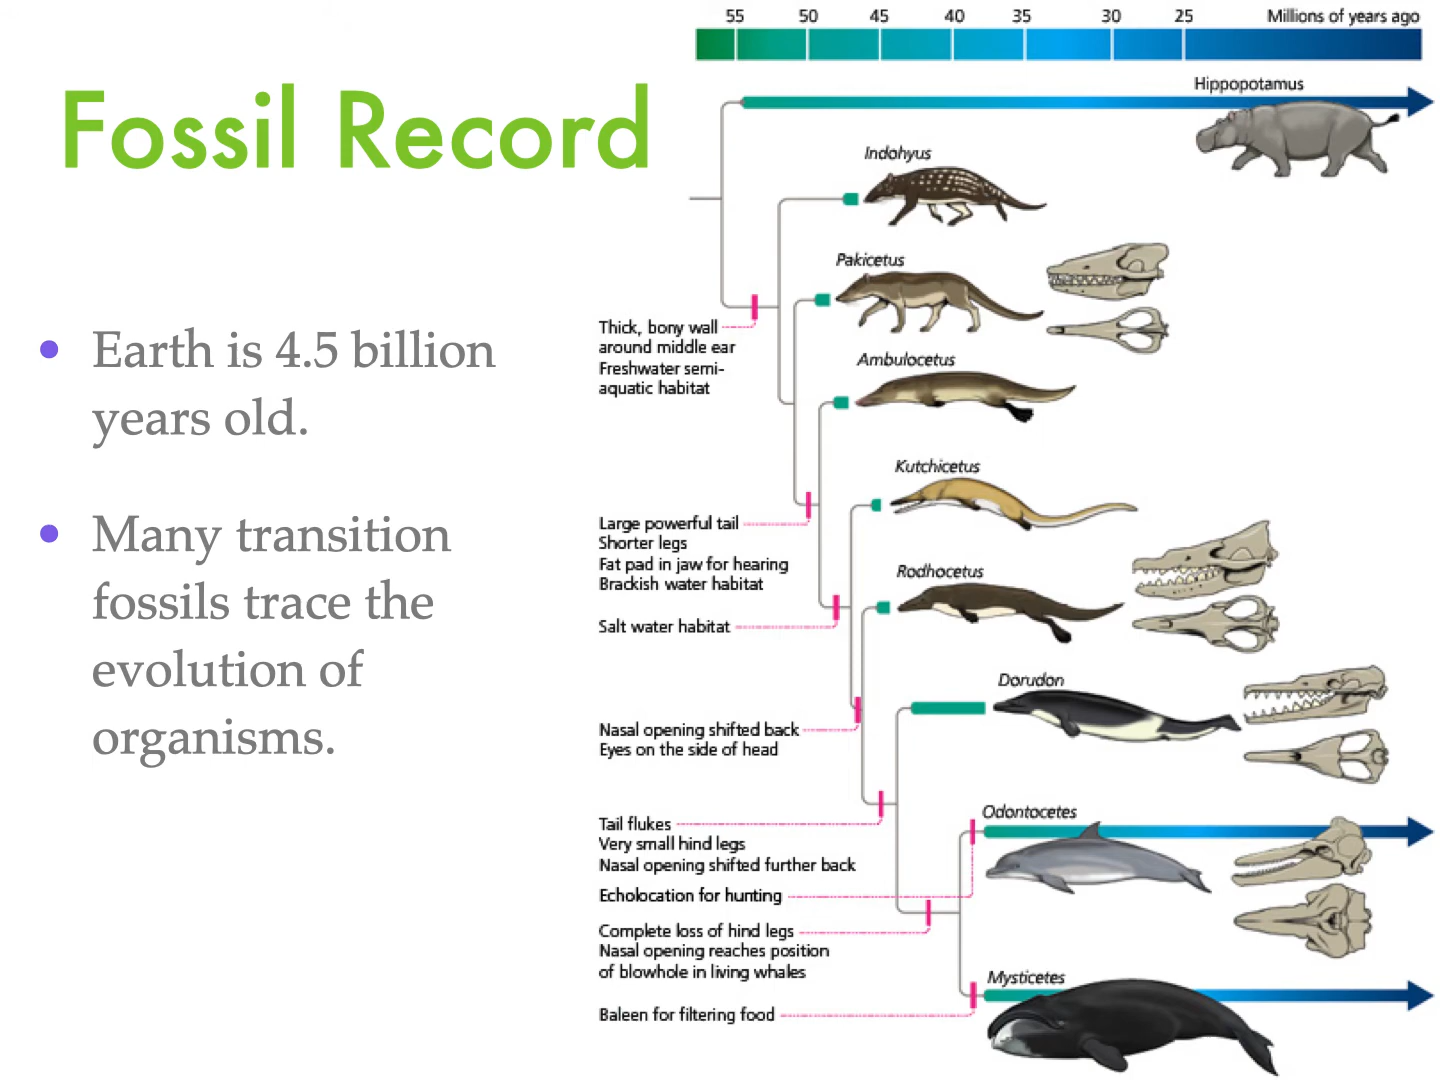 Fossil Record
• Earth is 4.5 billion
years old.
• Many transition
fossils trace the
evolution of
organisms.
55 50 45 40 35 30 25 Millions of years ago
Hippopotamus
Indohyus
Pakicetus
Thick, bony wall
around middle ear
Freshwater semi-
aquatic habitat
Ambulocetus
Kutchicetus
Large powerful tail
Shorter legs
Fat pad in jaw for hearing
Brackish water habitat
Rodhocetus
Salt water habitat
Dorudon
Nasal opening shifted back
Eyes on the side of head
Odontocetes
Tail flukes
Very small hind legs
Nasal opening shifted further back
Echolocation for hunting
Complete loss of hind legs
Nasal opening reaches position
of blowhole in living whales
Mysticetes
Baleen for filtering food